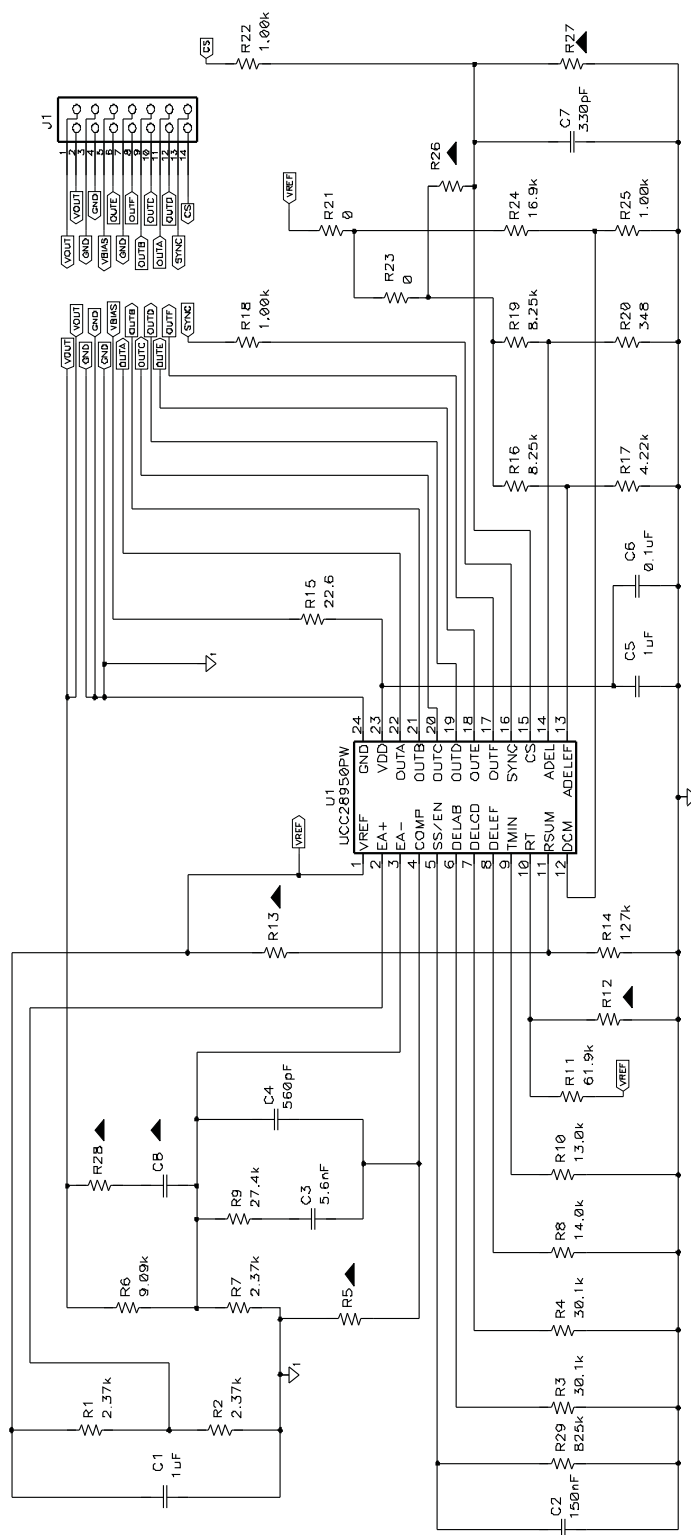 J1
1
2
3
4
5
6
7
8
9
10
11
12
13
14
VOUT
VOUT
GND
GND
VBIAS
OUTE
GND
OUTF
OUTB
OUTC
OUTA
OUTD
SYNC
CS
CS
R22
1.00k
R27
C7
330pF
R26
VREF
R21
0
R23
0
R24
16.9k
R25
1.00k
R18
1.00k
R19
8.25k
R20
348
R16
8.25k
R17
4.22k
VOUT
VOUT
GND
GND
GND
VBIAS
OUTA
OUTB
OUTC
OUTD
OUTE
OUTF
SYNC
R15
22.6
C6
0.1uF
C5
1uF
1
U1
UCC28950PW
1 VREF
2 EA+
3 EA-
4 COMP
5 SS/EN
6 DELAB
7 DELCD
8 DELEF
9 TMIN
10 RT
11 RSUM
12 DCM
GND 24
VDD 23
OUTA 22
OUTB 21
OUTC 20
OUTD 19
OUTE 18
OUTF 17
SYNC 16
CS 15
ADEL 14
ADELEF 13
VREF
R13
R14
127k
R12
R11
61.9k
VREF
R10
13.0k
R8
14.0k
R4
30.1k
R3
30.1k
R29
825k
C2
150nF
C4
560pF
R28
C8
R9
27.4k
C3
5.6nF
R6
9.09k
R7
2.37k
R5
1
R1
2.37k
R2
2.37k
C1
1uF